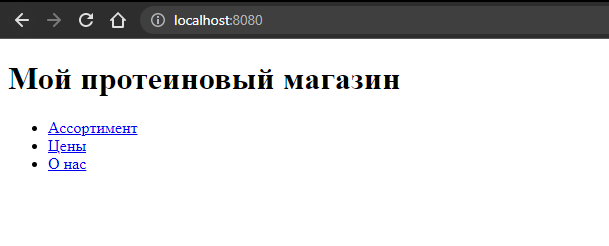 localhost:8080
Мой протеиновый магазин
Ассортимент
Цены
О нас